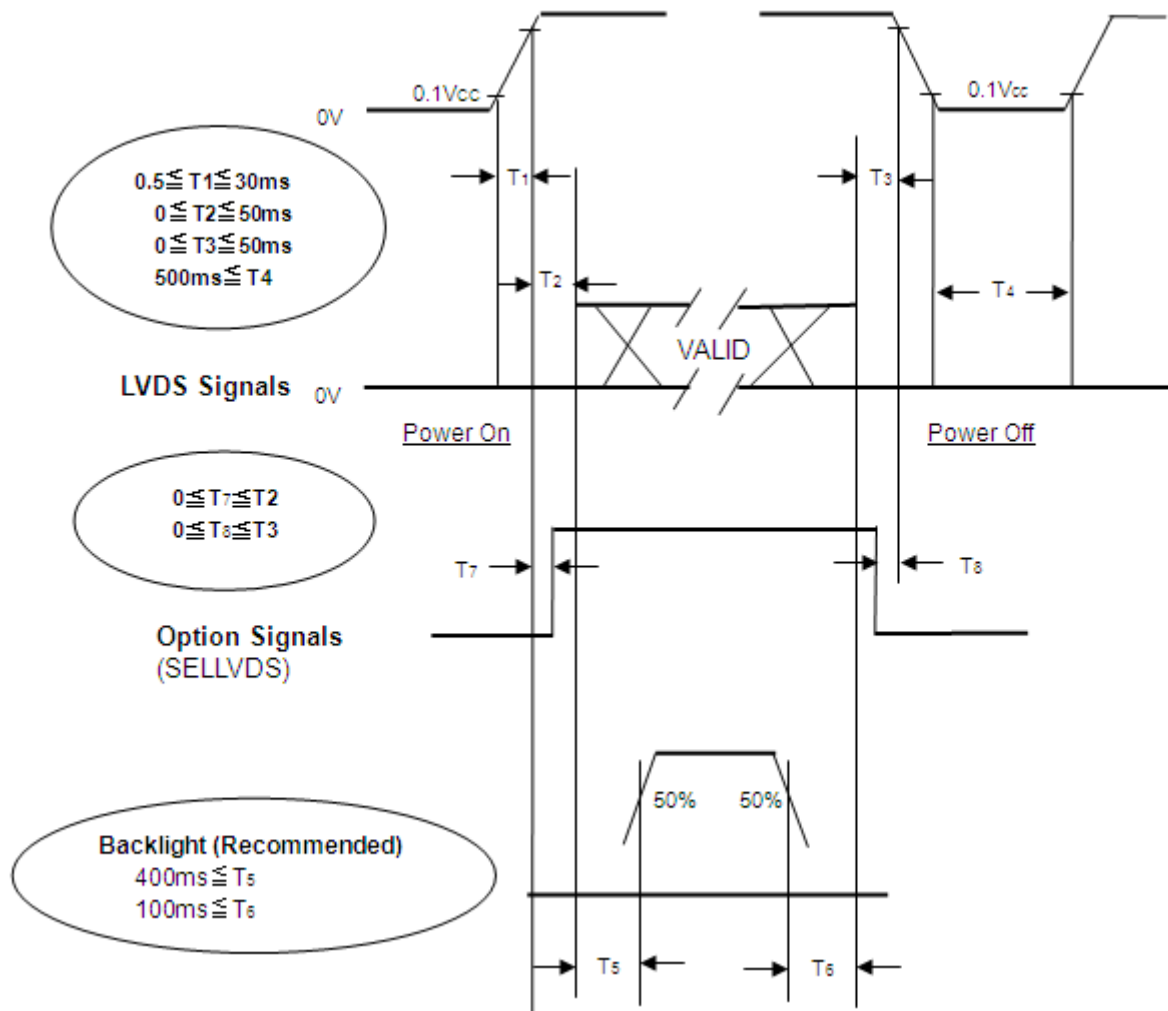 0.1Vcc
0.1Vcc
0V
0.5≦T1≦30ms
0≦T2≦50ms
0≦T3≦50ms
500ms≦T4
T1
T3
T2
T4
VALID
LVDS Signals
0V
Power On
Power Off
0≦T7≦T2
0≦T8≦T3
T7
T8
Option Signals
(SELLVDS)
50%
50%
Backlight (Recommended)
400ms≦T5
100ms≦T6
T5
T6